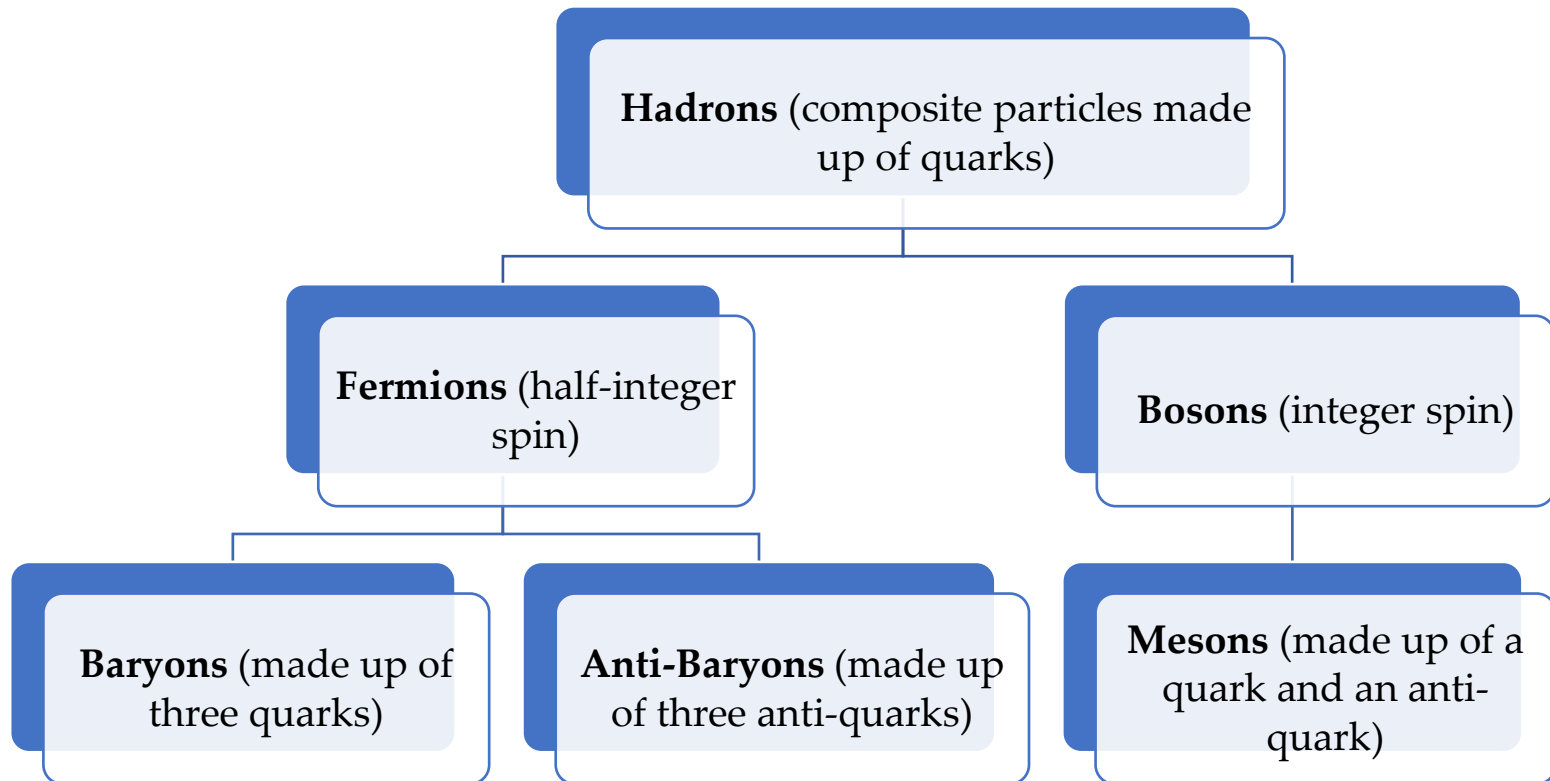 Hadrons (composite particles made
up of quarks)
Fermions (half-integer
spin)
Bosons (integer spin)
Baryons (made up of
three quarks)
Anti-Baryons (made up
of three anti-quarks)
Mesons (made up of a
quark and an anti-
quark)